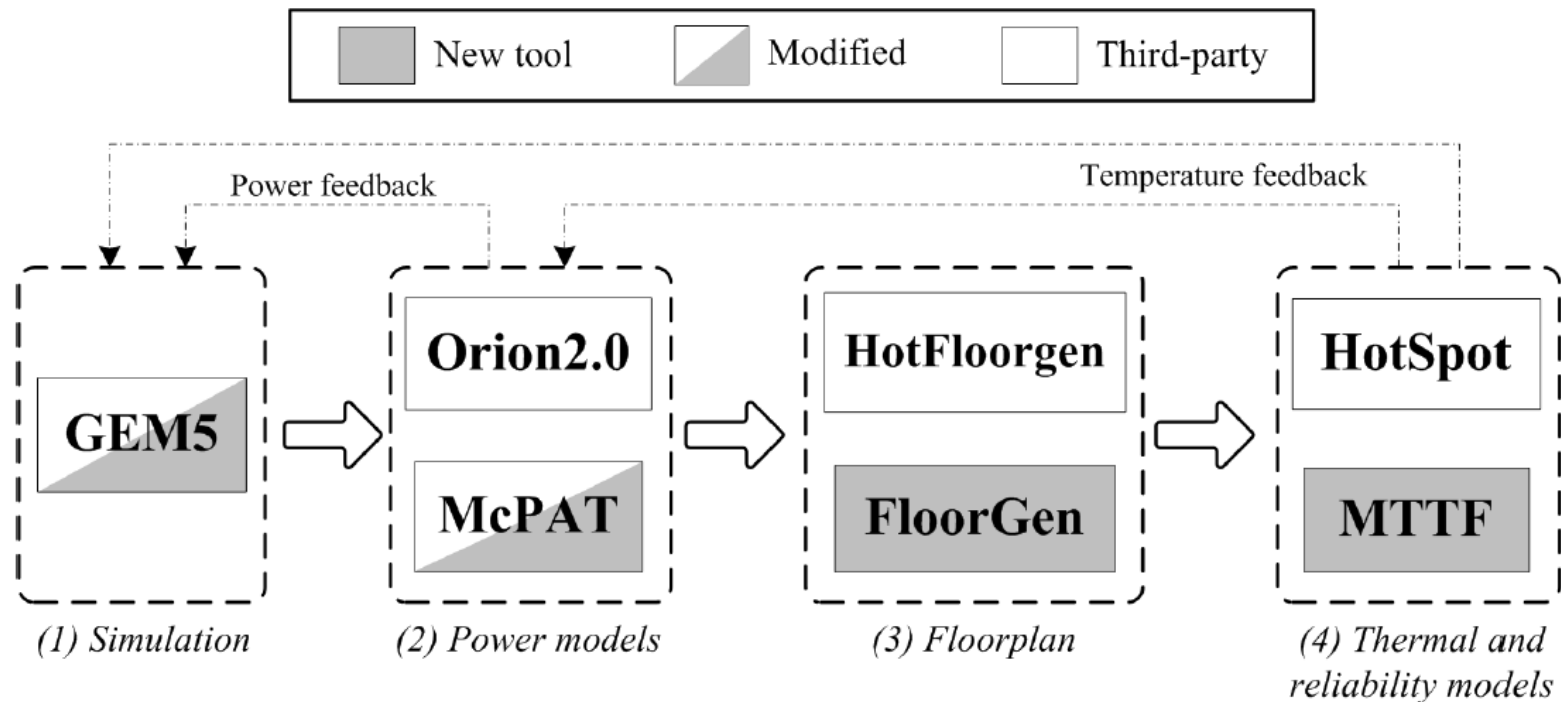 New tool
Modified
Third-party
Power feedback
Temperature feedback
GEM5
Orion2.0
McPAT
HotFloorgen
FloorGen
HotSpot
MTTF
(1) Simulation
(2) Power models
(3) Floorplan
(4) Thermal and
reliability models